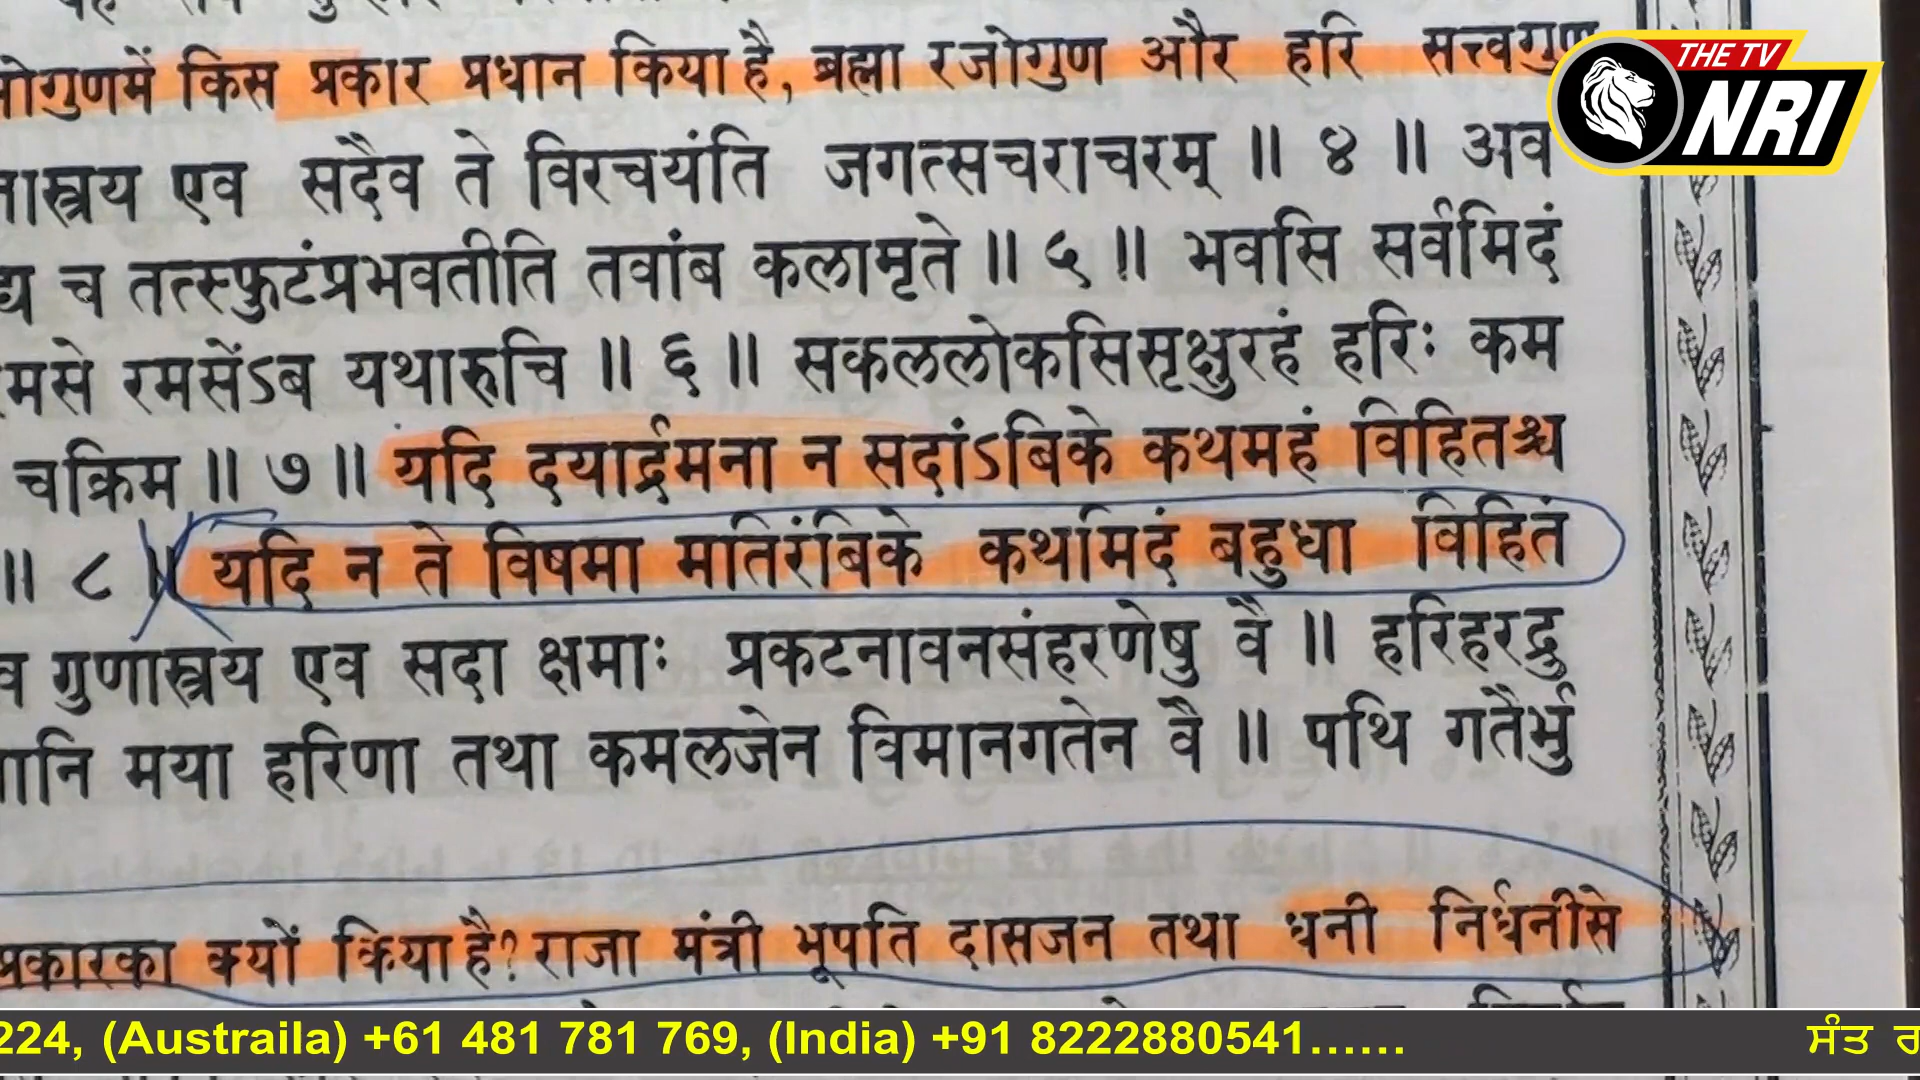 किस प्रकार प्रधान किया है, ब्रह्मा रजोगुण और हरि सत्त्वगुण
THE TV
NRI
एव सदैव ते विरचयंति जगत्सचराचरम् ॥ ४ ॥ अव
च तत्स्फुटंप्रभवतीति तवांब कलामृते ॥ ५ ॥ भवसि सर्वमिदं
रमसेंऽब यथारुचि ॥ ६ ॥ सकललोकसिसृक्षुरहं हरिः कम
चक्रिम ॥ ७ ॥ यदि दयार्द्रमना न सदांऽबिके कथमहं विहितश्च
॥ ८ ॥ यदि न ते विषमा मतिरंबिके कथमिदं बहुधा विहितं
व गुणास्त्रय एव सदा क्षमाः प्रकटनावनसंहरणेषु वै ॥ हरिहरद्रु
मया हरिणा तथा कमलजेन विमानगतेन वै ॥ पथि गतैर्भु
प्रकारका क्यों किया है? राजा मंत्री भूपति दासजन तथा धनी निर्धनीसे
224, (Austraila) +61 481 781 769, (India) +91 8222880541...... ਸੰਤ ਰ